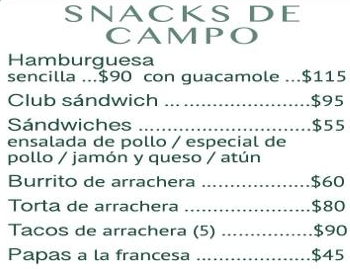 SNACKS DE
CAMPO
Hamburguesa
sencilla ...$90 con guacamole ...$115
Club sándwich ... ......................$95
Sándwiches ..............................$55
ensalada de pollo / especial de
pollo / jamón y queso / atún
Burrito de arrachera ...................$60
Torta de arrachera ......................$80
Tacos de arrachera (5) ................$90
Papas a la francesa ....................$45